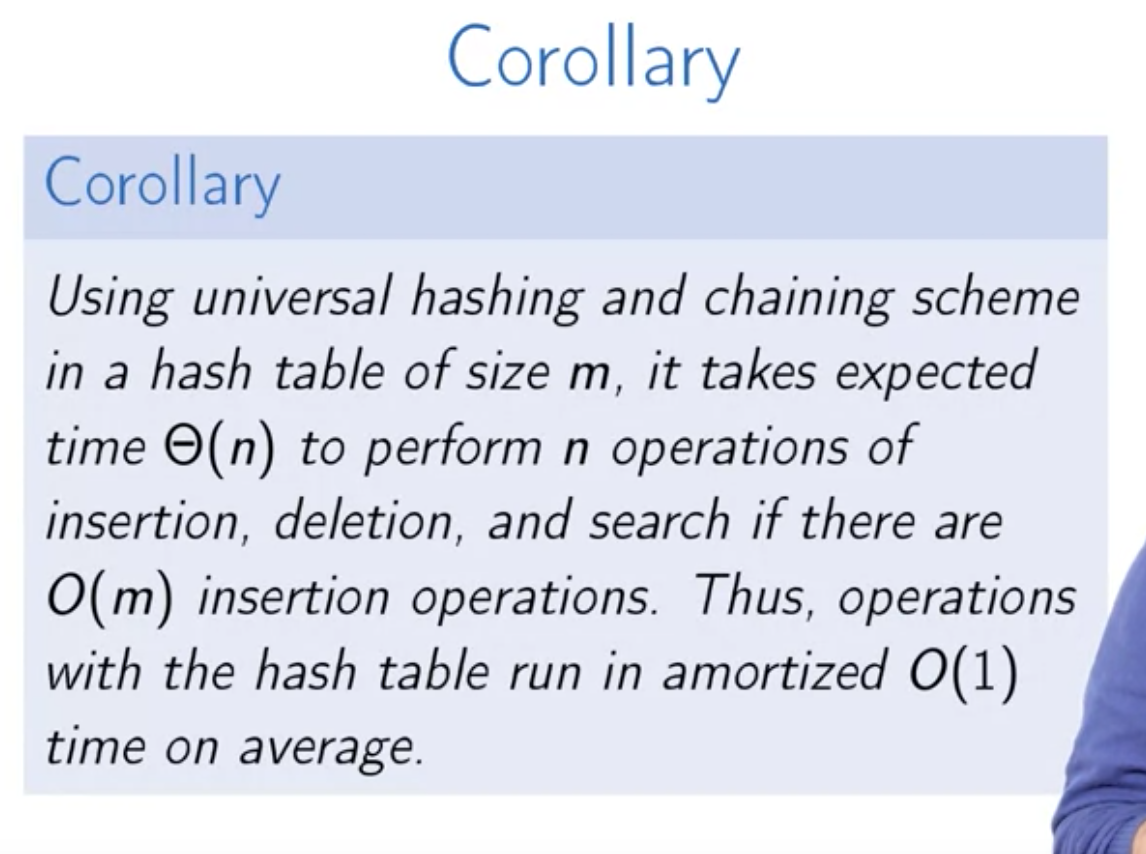 Corollary
Corollary
Using universal hashing and chaining scheme
in a hash table of size m, it takes expected
time Θ(n) to perform n operations of
insertion, deletion, and search if there are
O(m) insertion operations. Thus, operations
with the hash table run in amortized O(1)
time on average.